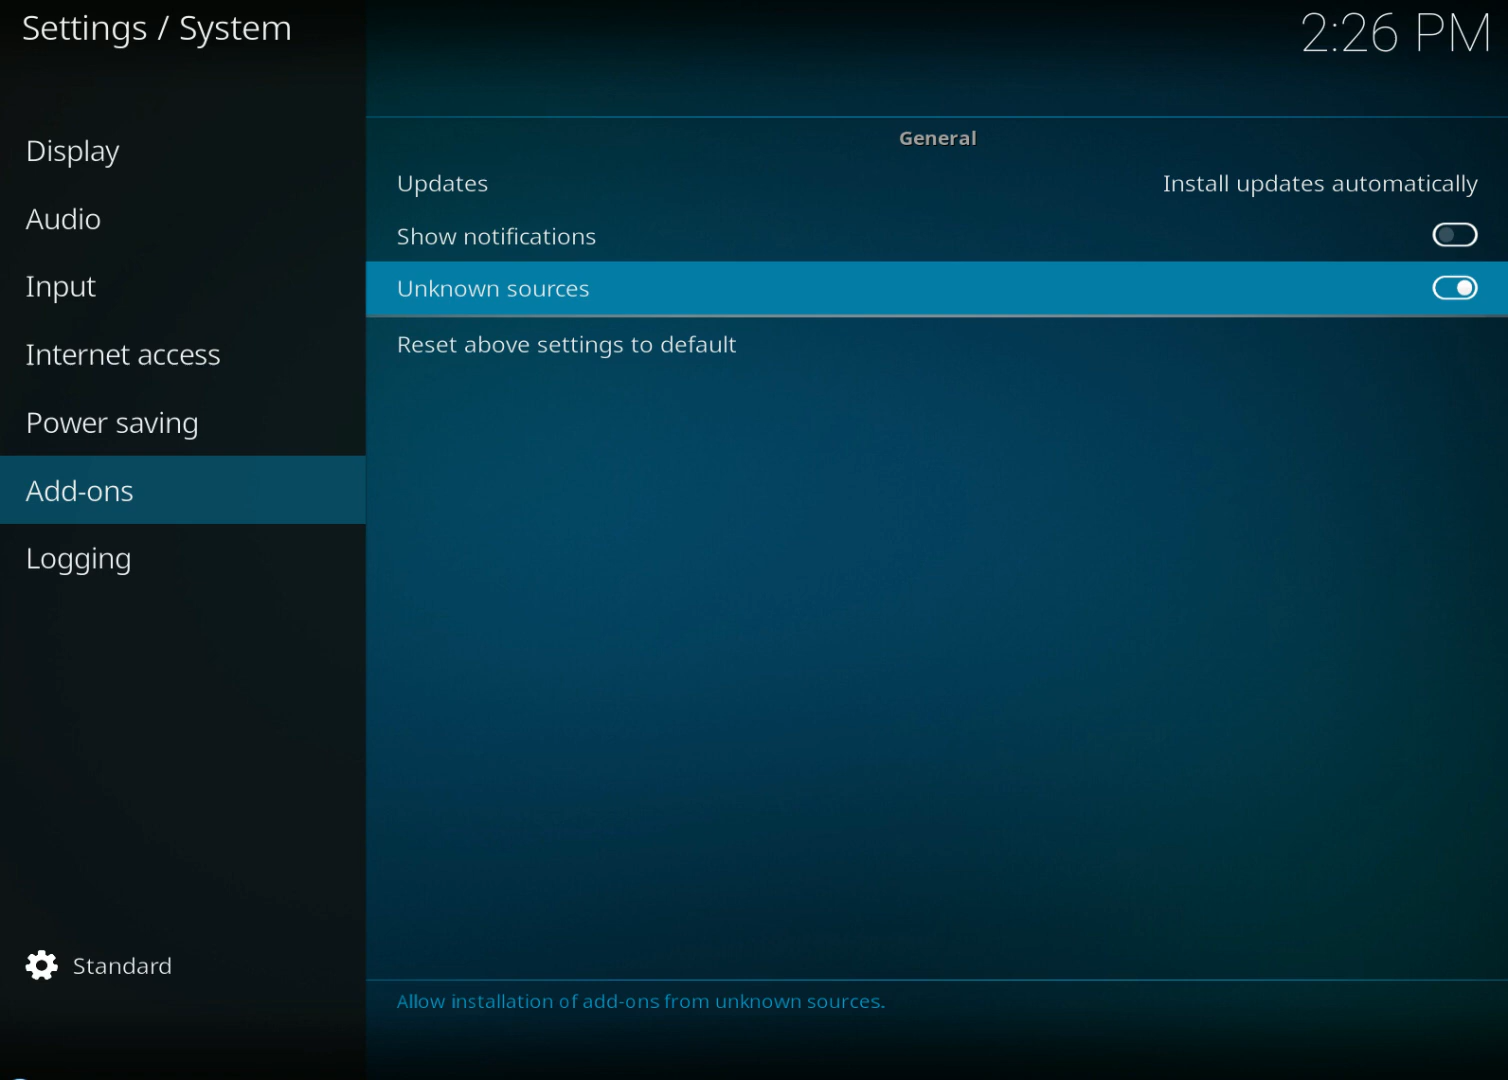 Settings / System
2:26 PM
Display
Audio
Input
Internet access
Power saving
Add-ons
Logging
Standard
General
Updates Install updates automatically
Show notifications
Unknown sources
Reset above settings to default
Allow installation of add-ons from unknown sources.